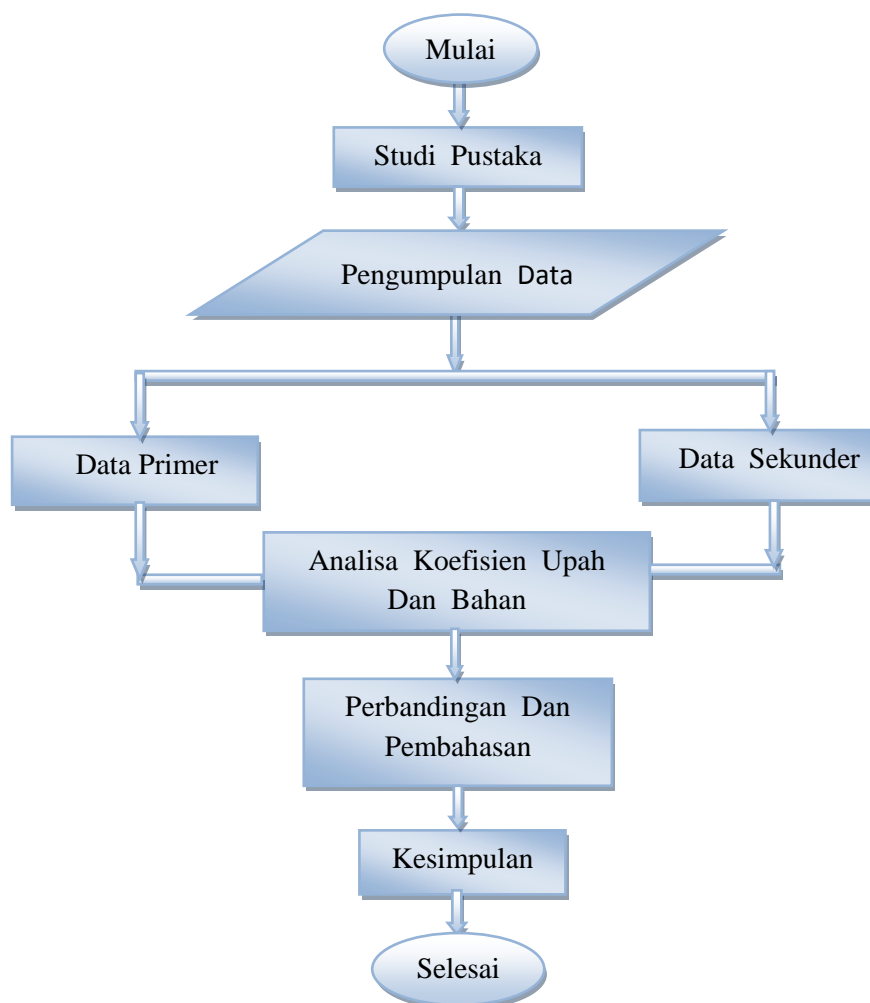 Mulai
Studi Pustaka
Pengumpulan Data
Data Primer
Data Sekunder
Analisa Koefisien Upah
Dan Bahan
Perbandingan Dan
Pembahasan
Kesimpulan
Selesai